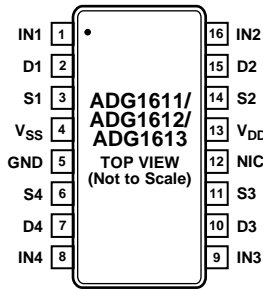 IN1 1
D1 2
S1 3
VSS 4
GND 5
S4 6
D4 7
IN4 8
ADG1611/
ADG1612/
ADG1613
TOP VIEW
(Not to Scale)
16 IN2
15 D2
14 S2
13 VDD
12 NIC
11 S3
10 D3
9 IN3